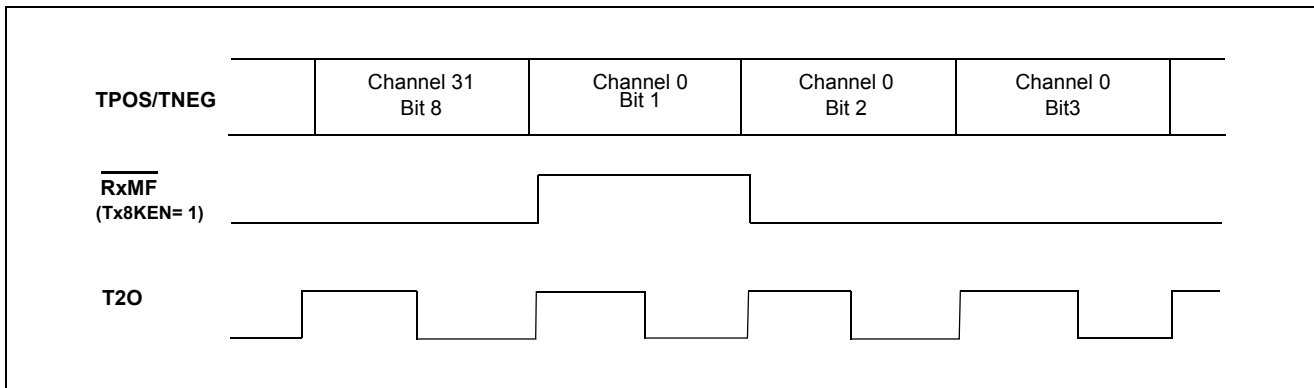 Channel 31
Bit 8
Channel 0
Bit 1
Channel 0
Bit 2
Channel 0
Bit3
TPOS/TNEG
RxMF
(Tx8KEN= 1)
T2O